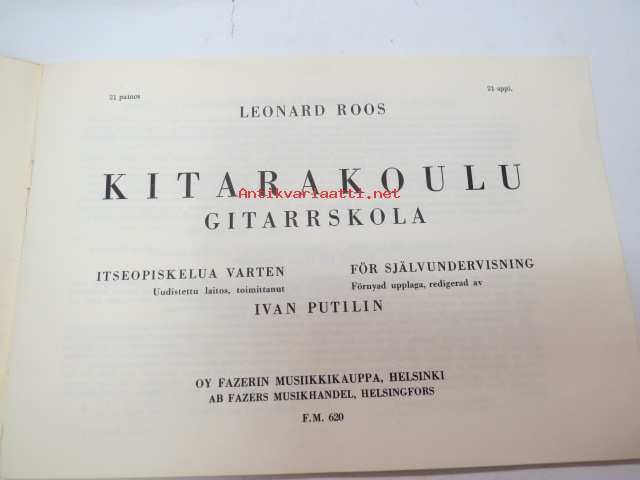 21 painos
21 uppl.
LEONARD ROOS
KITARAKOULU
Antikvariaatti.net
GITARRSKOLA
ITSEOPISKELUA VARTEN
Uudistettu laitos, toimittanut
FÖR SJÄLVUNDERVISNING
Förnyad upplaga, redigerad av
IVAN PUTILIN
OY FAZERIN MUSIIKKIKAUPPA, HELSINKI
AB FAZERS MUSIKHANDEL, HELSINGFORS
F.M. 620